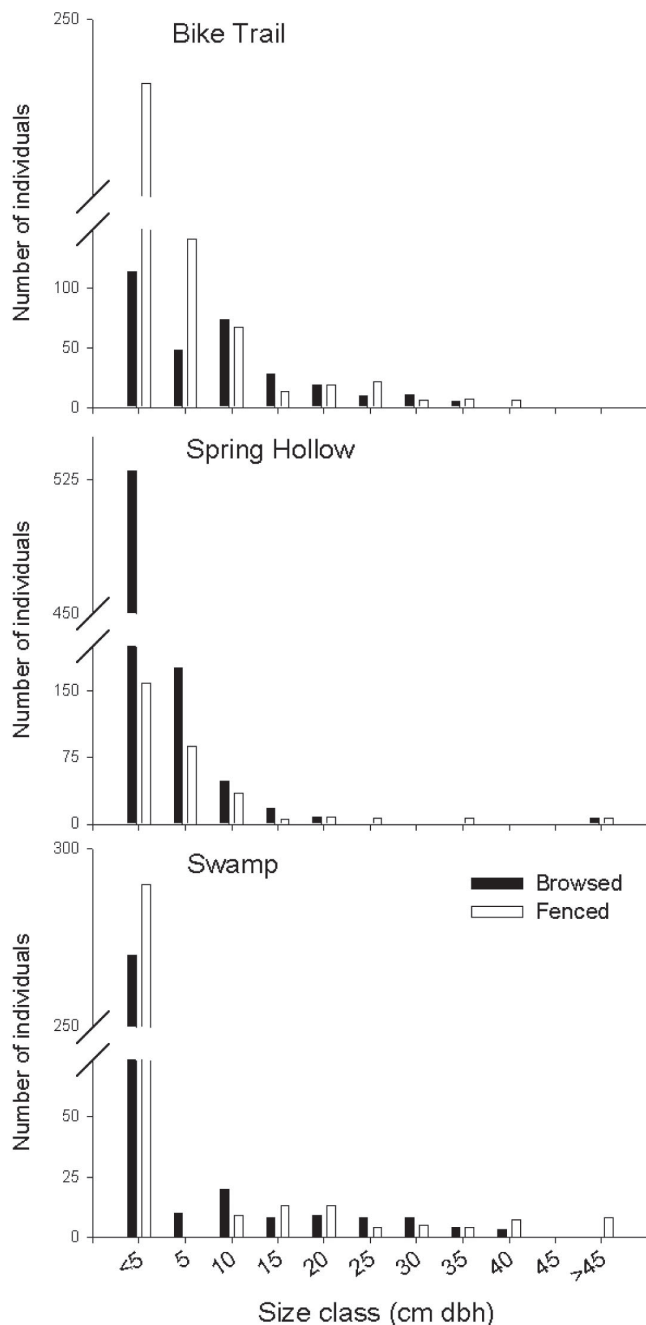 250
Bike Trail
Number of individuals
100
50
0
Spring Hollow
525
450
Number of individuals
150
75
0
300
Swamp
Browsed
Fenced
Number of individuals
250
50
25
0
<5 5 10 15 20 25 30 35 40 45 >45
Size class (cm dbh)